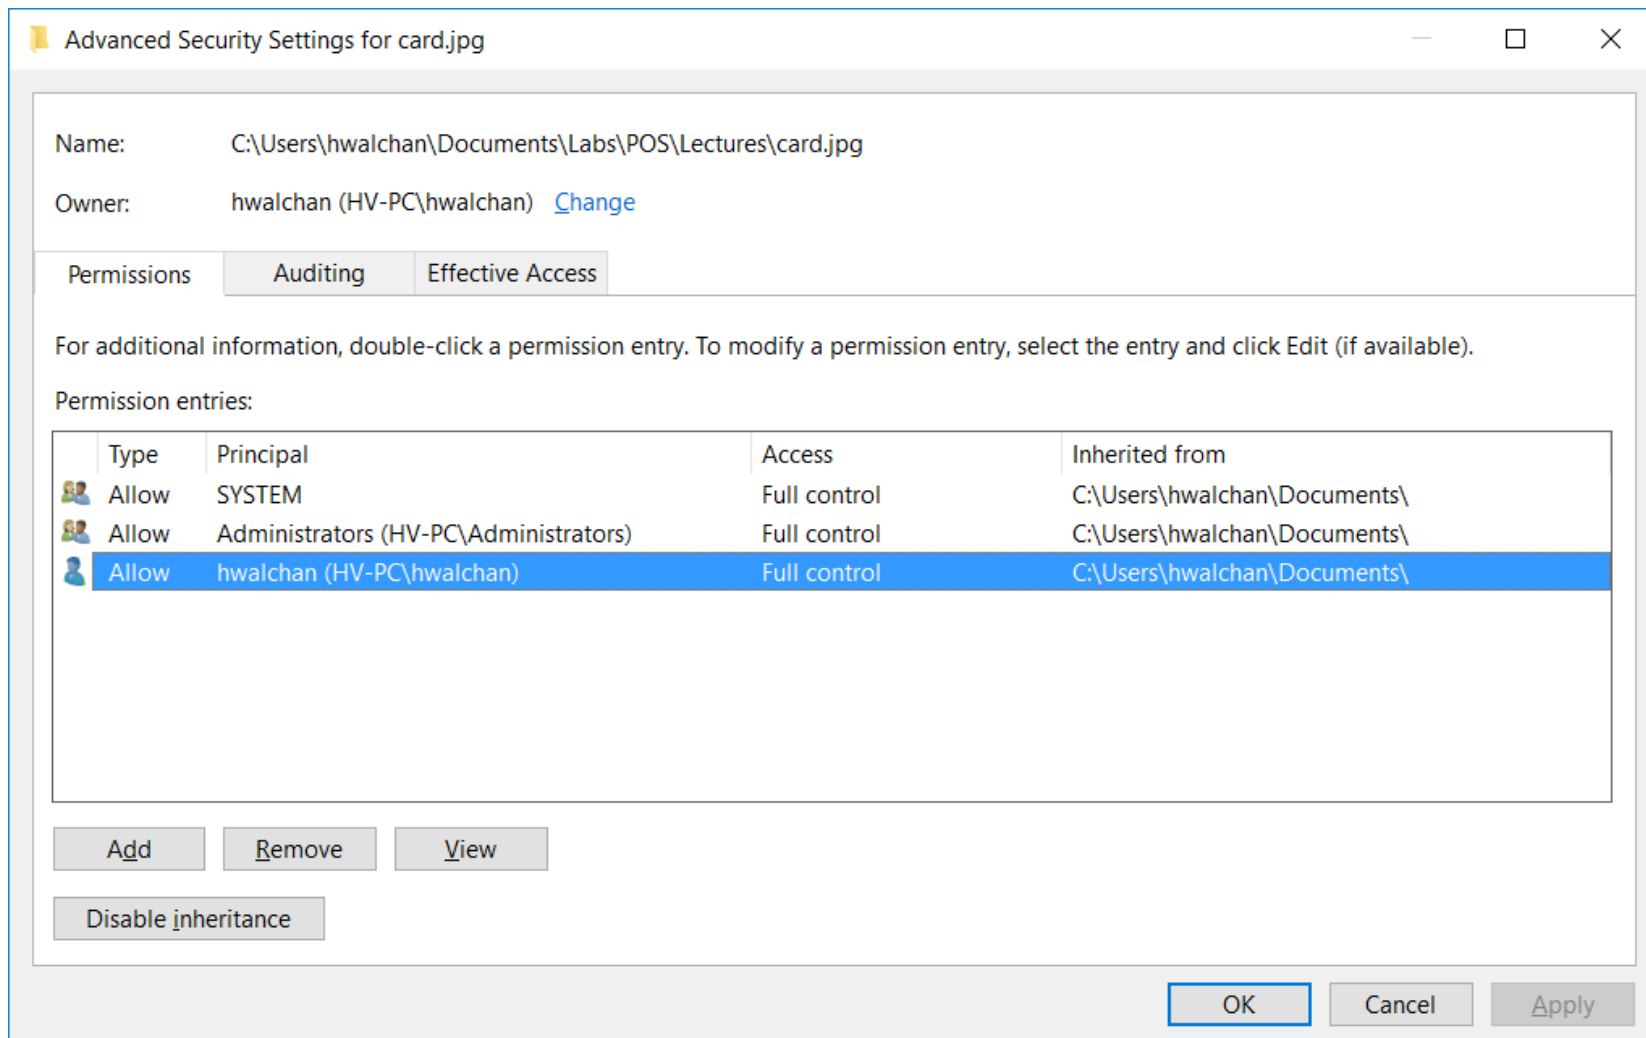 Advanced Security Settings for card.jpg
Name: C:\Users\hwalchan\Documents\Labs\POS\Lectures\card.jpg
Owner: hwalchan (HV-PC\hwalchan) Change
Permissions Auditing Effective Access
For additional information, double-click a permission entry. To modify a permission entry, select the entry and click Edit (if available).
Permission entries:
Type Principal Access Inherited from
Allow SYSTEM Full control C:\Users\hwalchan\Documents\
Allow Administrators (HV-PC\Administrators) Full control C:\Users\hwalchan\Documents\
Allow hwalchan (HV-PC\hwalchan) Full control C:\Users\hwalchan\Documents\
Add Remove View
Disable inheritance
OK Cancel Apply